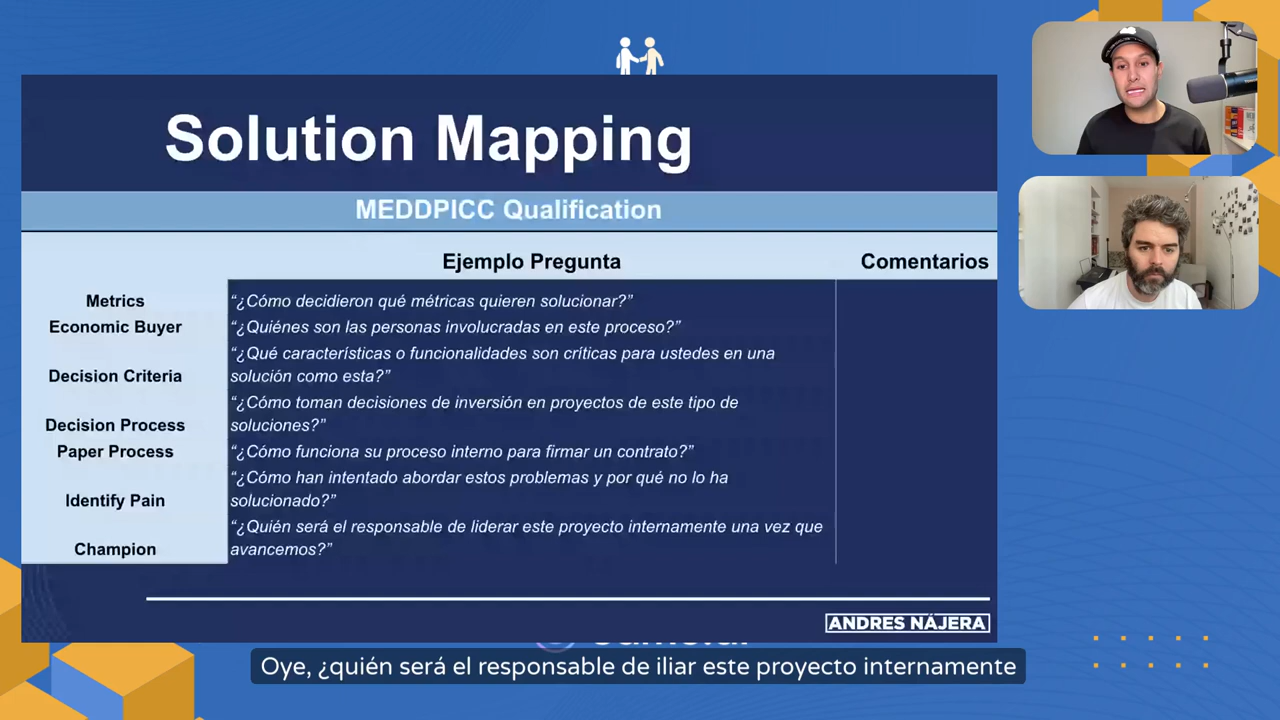 Solution Mapping
MEDDPICC Qualification
Ejemplo Pregunta Comentarios
Metrics “¿Cómo decidieron qué métricas quieren solucionar?”
Economic Buyer “¿Quiénes son las personas involucradas en este proceso?”
“¿Qué características o funcionalidades son críticas para ustedes en una
Decision Criteria solución como esta?”
“¿Cómo toman decisiones de inversión en proyectos de este tipo de
Decision Process soluciones?”
Paper Process “¿Cómo funciona su proceso interno para firmar un contrato?”
“¿Cómo han intentado abordar estos problemas y por qué no lo ha
Identify Pain solucionado?”
“¿Quién será el responsable de liderar este proyecto internamente una vez que
Champion avancemos?”
ANDRES NÁJERA
Oye, ¿quién será el responsable de iliar este proyecto internamente